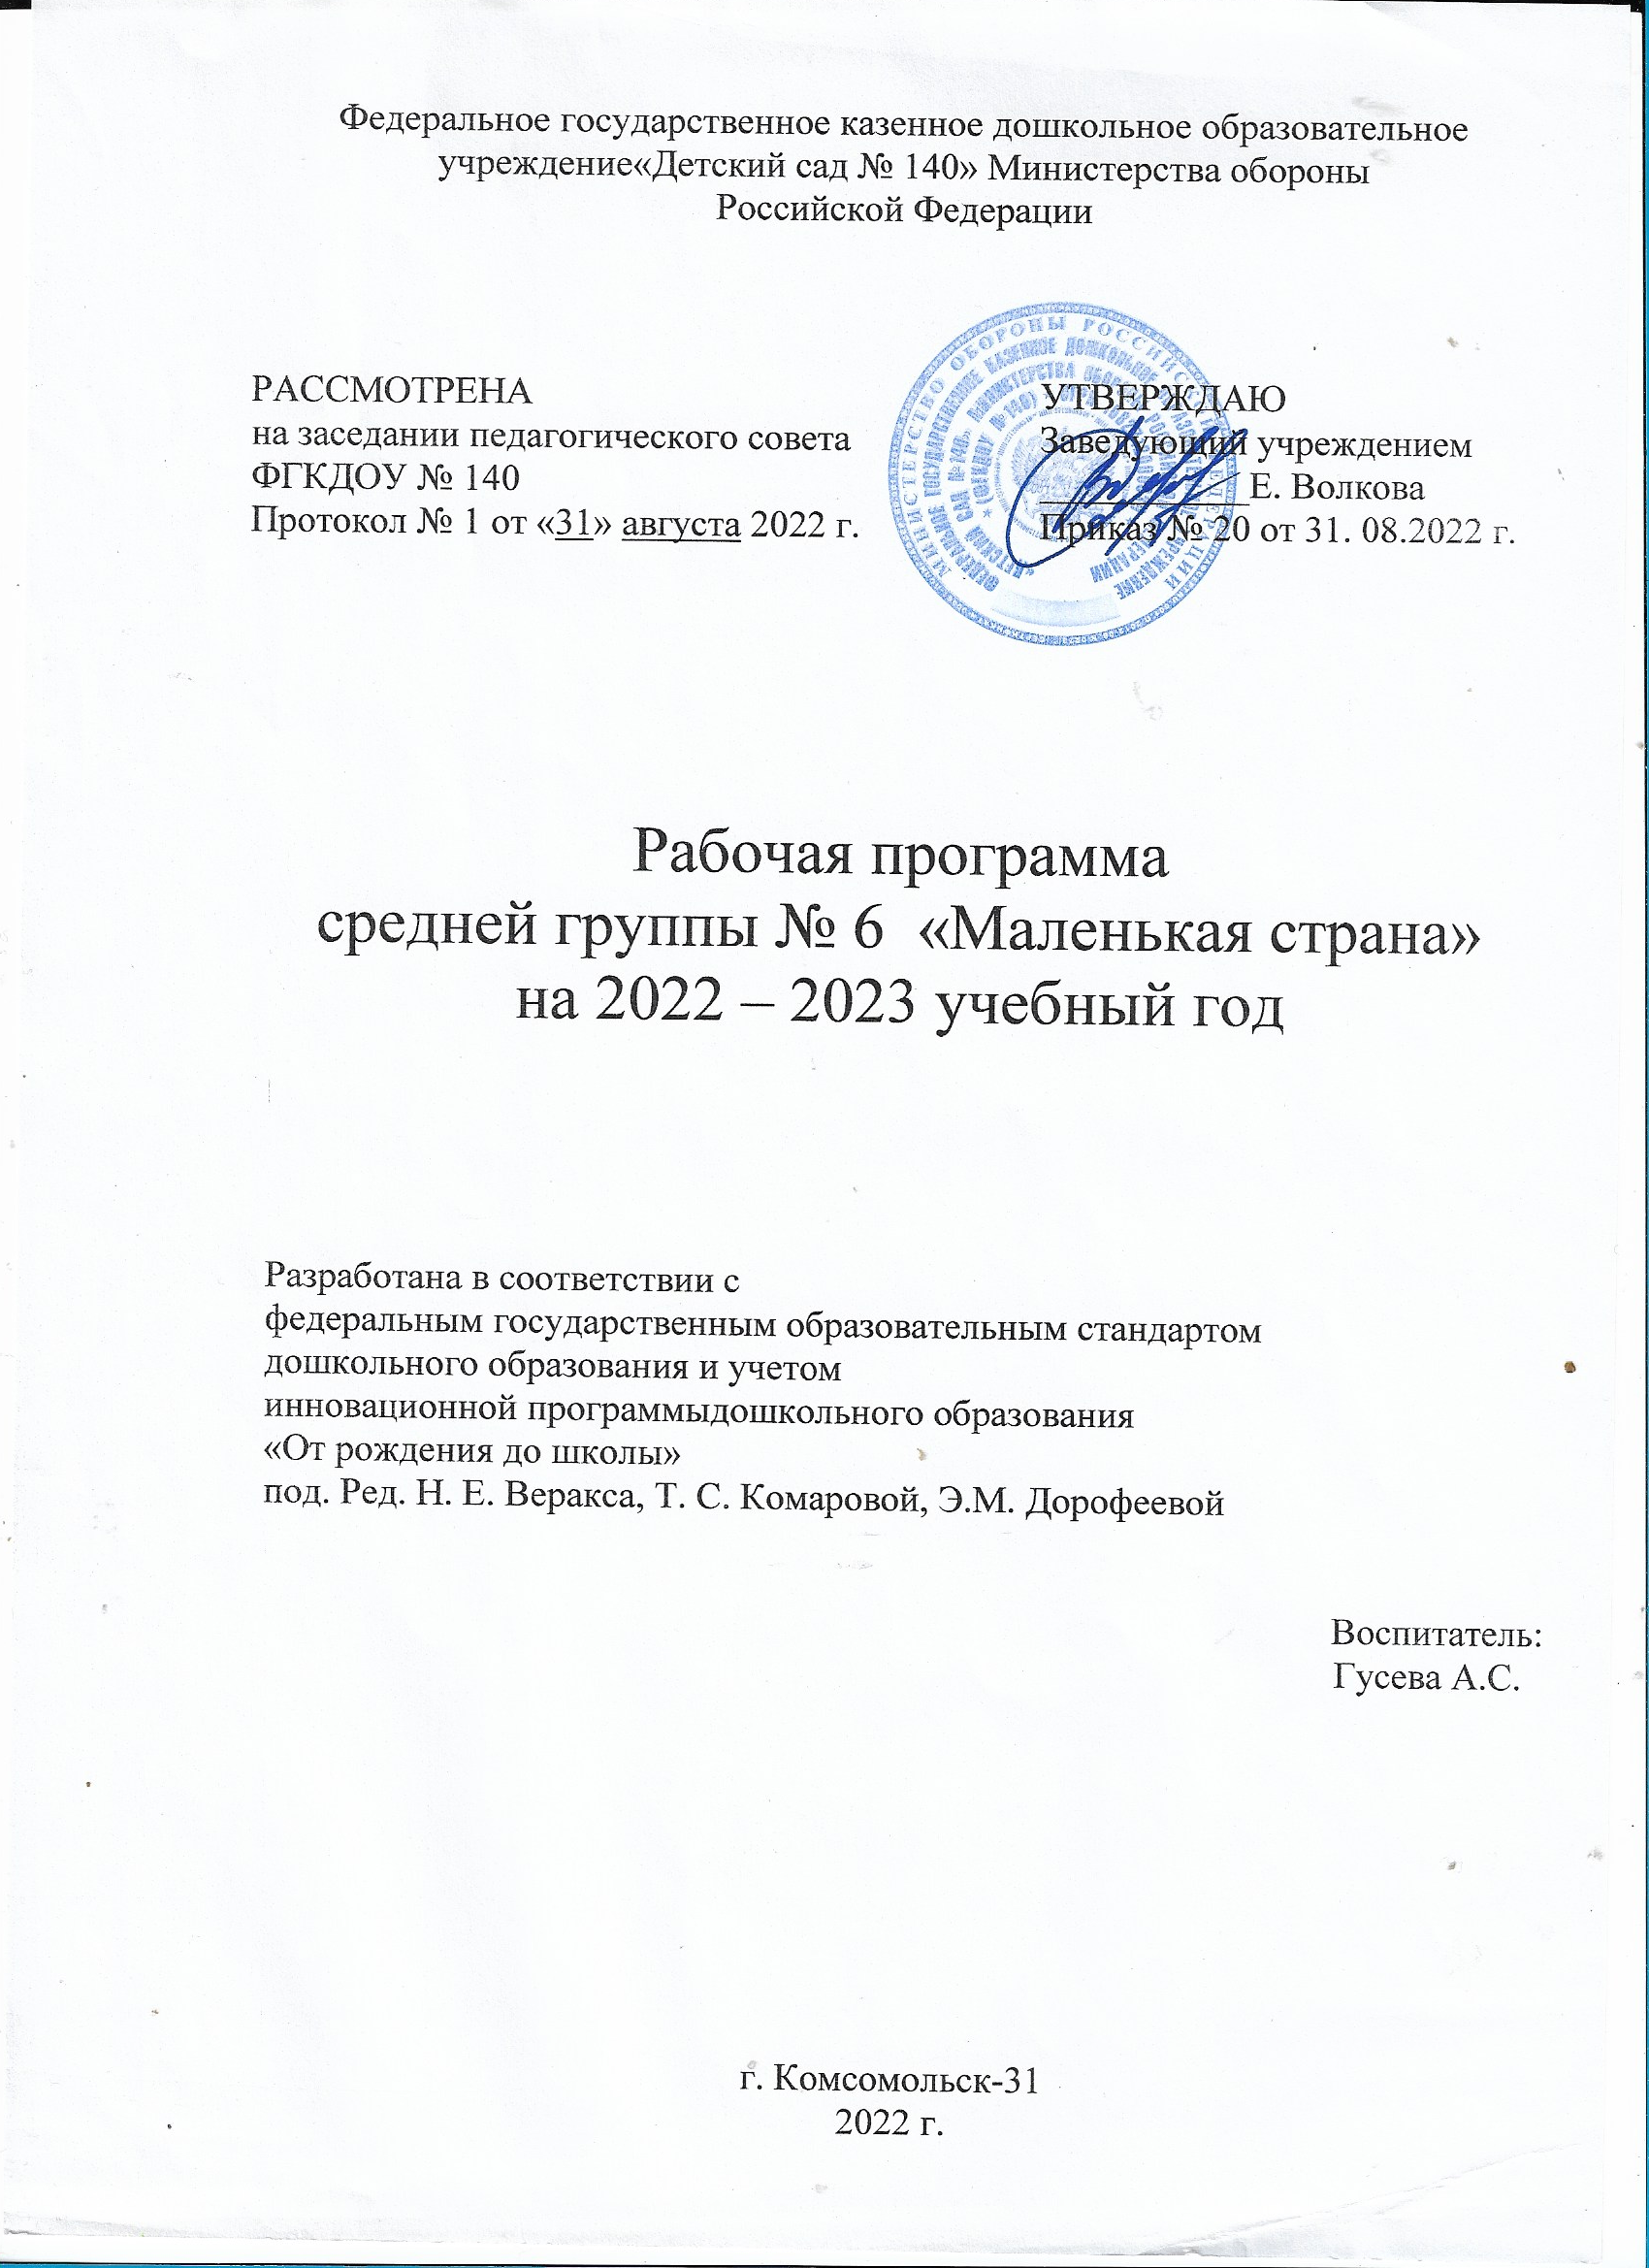 Федеральное государственное казенное дошкольное образовательное
учреждение«Детский сад № 140» Министерства обороны
Российской Федерации
РАССМОТРЕНА
на заседании педагогического совета
ФГКДОУ № 140
Протокол № 1 от «31» августа 2022 г.
УТВЕРЖДАЮ
Заведующий учреждением
Е. Волкова
Приказ № 20 от 31. 08.2022 г.
МИНИСТЕРСТВО ОБОРОНЫ РОССИЙСКОЙ
Рабочая программа
средней группы № 6 «Маленькая страна»
на 2022 – 2023 учебный год
Разработана в соответствии с
федеральным государственным образовательным стандартом
дошкольного образования и учетом
инновационной программыдошкольного образования
«От рождения до школы»
под. Ред. Н. Е. Веракса, Т. С. Комаровой, Э.М. Дорофеевой
Воспитатель:
Гусева А.С.
г. Комсомольск-31
2022 г.